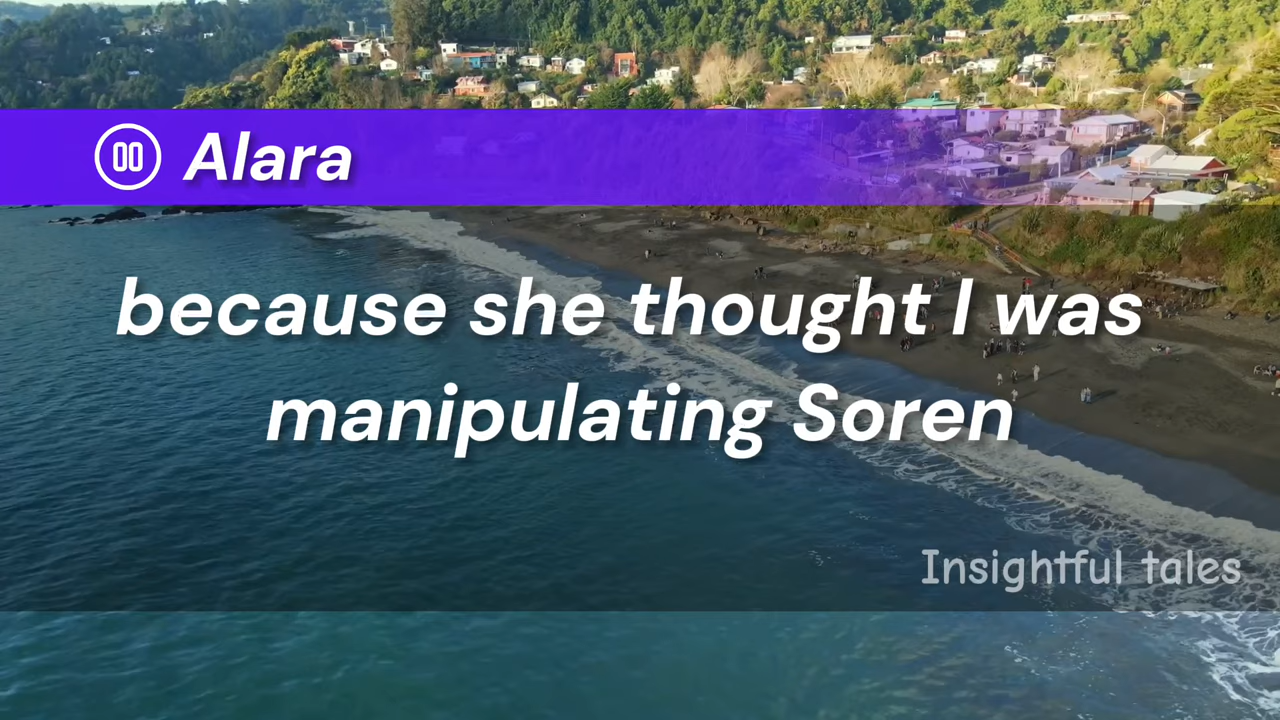 Alara
because she thought I was
manipulating Soren
Insightful tales